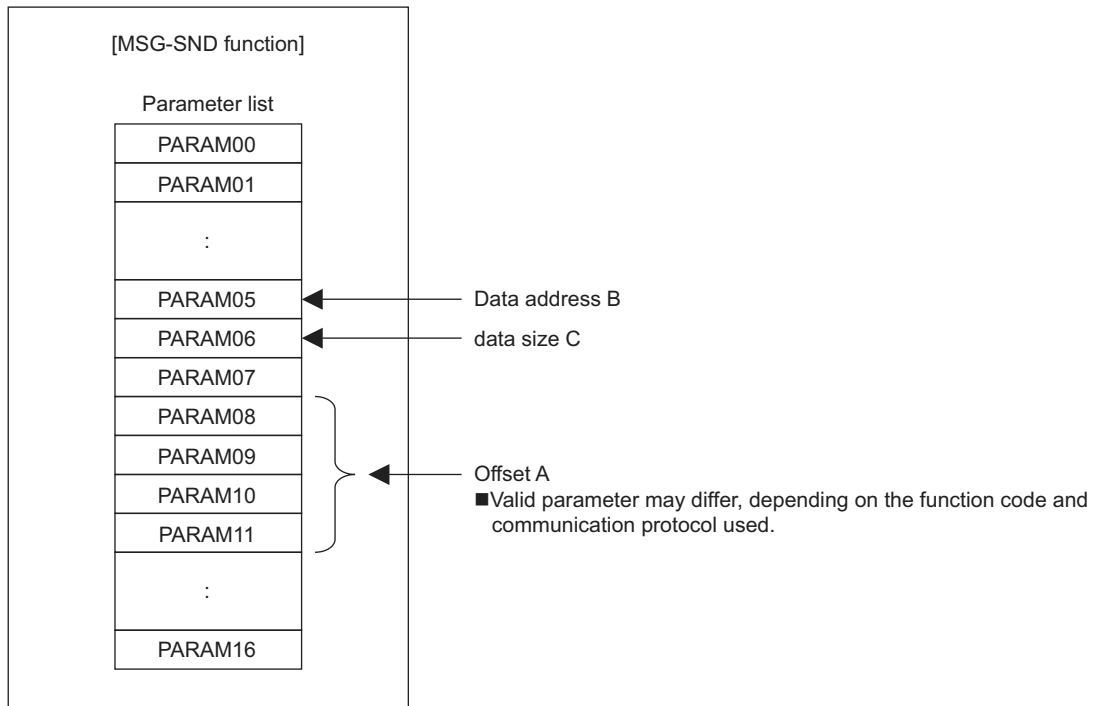 [MSG-SND function]
Parameter list
PARAM00
PARAM01
:
PARAM05
Data address B
PARAM06
data size C
PARAM07
PARAM08
PARAM09
PARAM10
PARAM11
Offset A
■Valid parameter may differ, depending on the function code and
communication protocol used.
:
PARAM16